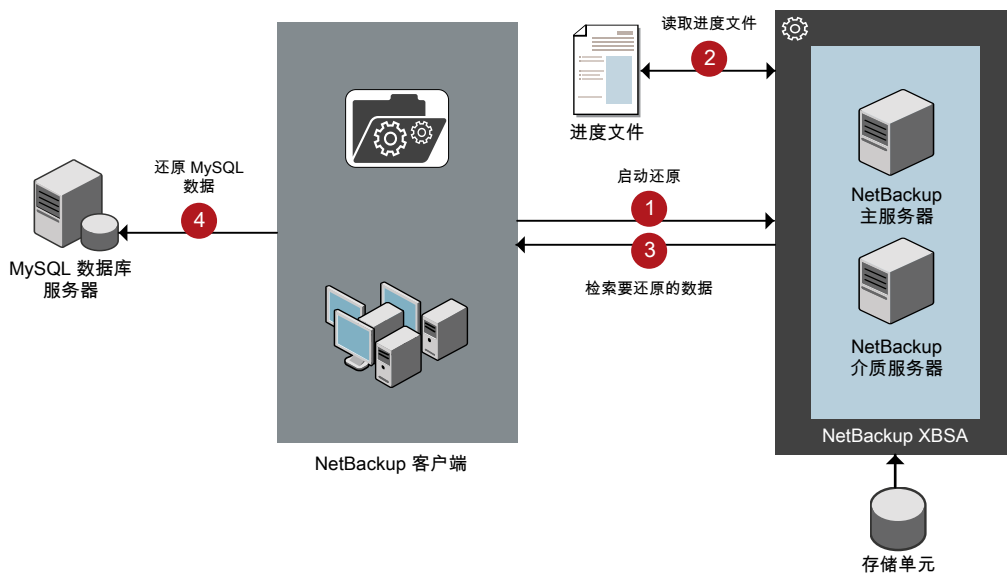 读取进度文件
2
进度文件
还原 MySQL
数据
4
MySQL 数据库
服务器
启动还原
1
3
检索要还原的数据
NetBackup
主服务器
NetBackup
介质服务器
NetBackup XBSA
NetBackup 客户端
存储单元